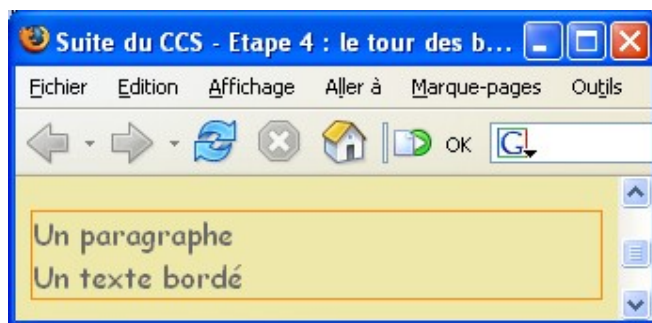 Suite du CCS - Etape 4 : le tour des b...
Fichier Edition Affichage Aller à Marque-pages Outils
OK G
Un paragraphe
Un texte bordé